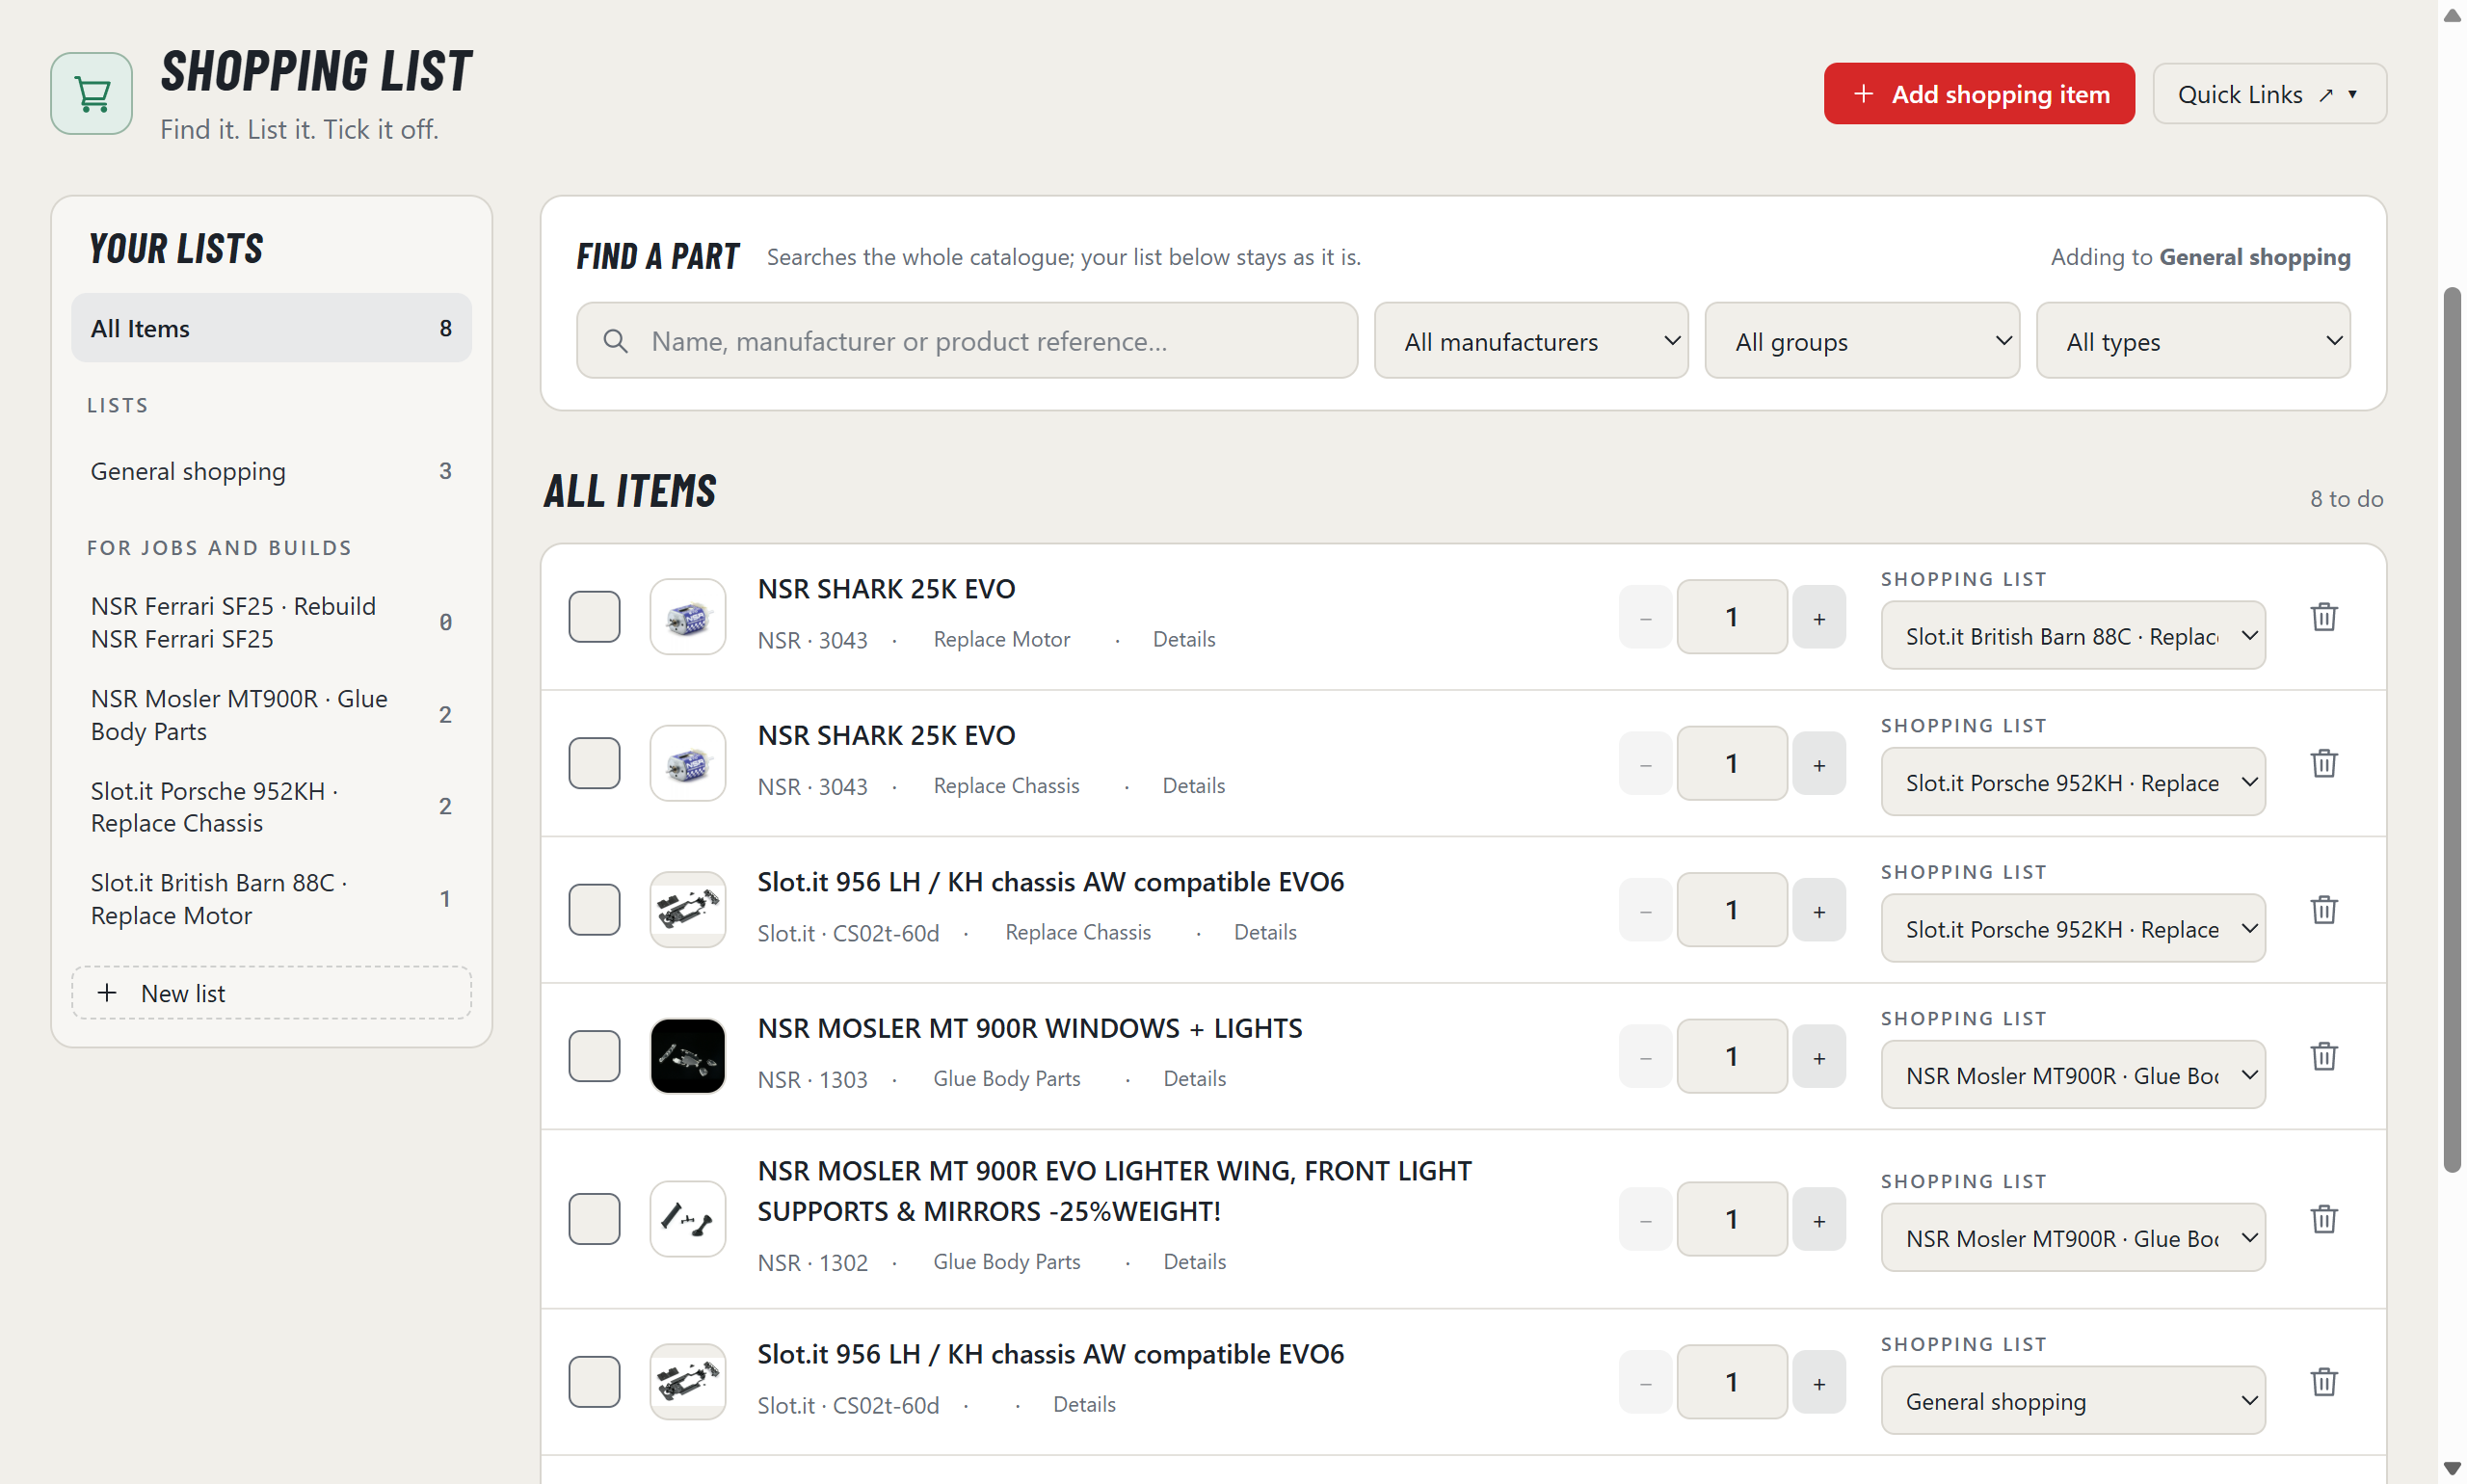 SHOPPING LIST
Find it. List it. Tick it off.
+ Add shopping item
Quick Links ↗ ▼
YOUR LISTS
All Items 8
LISTS
General shopping 3
FOR JOBS AND BUILDS
NSR Ferrari SF25 · Rebuild
NSR Ferrari SF25 0
NSR Mosler MT900R · Glue
Body Parts 2
Slot.it Porsche 952KH ·
Replace Chassis 2
Slot.it British Barn 88C ·
Replace Motor 1
+ New list
FIND A PART Searches the whole catalogue; your list below stays as it is. Adding to General shopping
Name, manufacturer or product reference...
All manufacturers
All groups
All types
ALL ITEMS 8 to do
NSR SHARK 25K EVO
NSR · 3043 · Replace Motor · Details
− 1 +
SHOPPING LIST
Slot.it British Barn 88C · Replac
NSR SHARK 25K EVO
NSR · 3043 · Replace Chassis · Details
− 1 +
SHOPPING LIST
Slot.it Porsche 952KH · Replace
Slot.it 956 LH / KH chassis AW compatible EVO6
Slot.it · CS02t-60d · Replace Chassis · Details
− 1 +
SHOPPING LIST
Slot.it Porsche 952KH · Replace
NSR MOSLER MT 900R WINDOWS + LIGHTS
NSR · 1303 · Glue Body Parts · Details
− 1 +
SHOPPING LIST
NSR Mosler MT900R · Glue Boc
NSR MOSLER MT 900R EVO LIGHTER WING, FRONT LIGHT
SUPPORTS & MIRRORS -25%WEIGHT!
NSR · 1302 · Glue Body Parts · Details
− 1 +
SHOPPING LIST
NSR Mosler MT900R · Glue Boc
Slot.it 956 LH / KH chassis AW compatible EVO6
Slot.it · CS02t-60d · · Details
− 1 +
SHOPPING LIST
General shopping